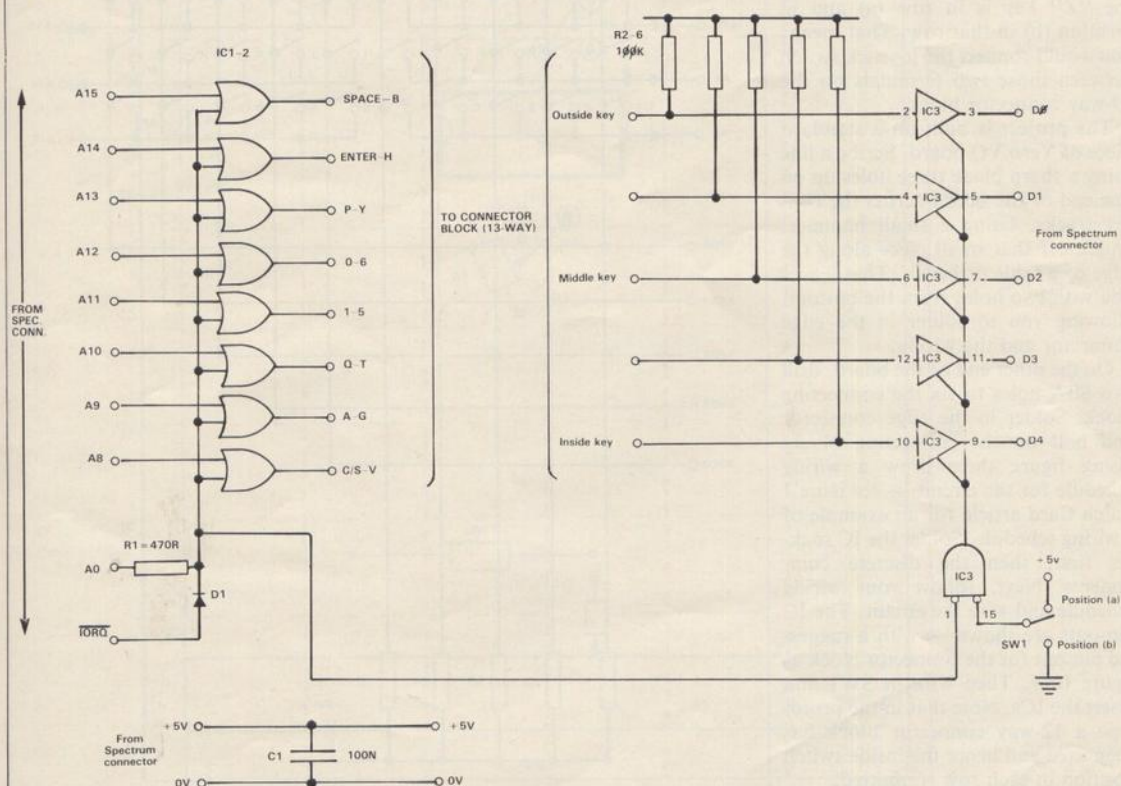 IC1-2
A15
SPACE-B
A14
ENTER-H
A13
P-Y
A12
0-6
A11
1-5
A10
Q-T
A9
A-G
A8
C/S-V
FROM
SPEC.
CONN.
TO CONNECTOR
BLOCK (13-WAY)
R1=470R
A0
D1
IORQ
From
Spectrum
connector
+5V
+5V
C1
100N
0V
0V
R2-6
1ØØK
Outside key
2
IC3
3
DØ
4
IC3
5
D1
From Spectrum
connector
Middle key
6
IC3
7
D2
12
IC3
11
D3
Inside key
10
IC3
9
D4
IC3
1
15
+5v
Position (a)
SW1
Position (b)